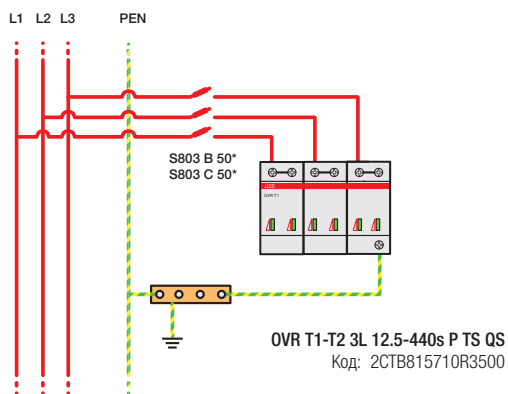 L1 L2 L3 PEN
S803 B 50*
S803 C 50*
OVR T1
OVR T1-T2 3L 12.5-440s P TS QS
Код: 2CTB815710R3500